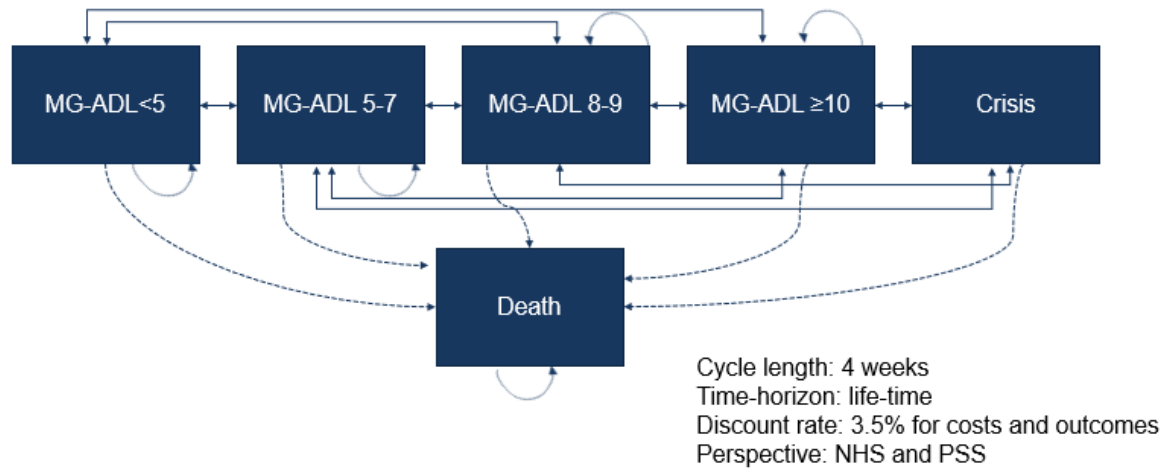 MG-ADL<5
MG-ADL 5-7
MG-ADL 8-9
MG-ADL ≥10
Crisis
Death
Cycle length: 4 weeks
Time-horizon: life-time
Discount rate: 3.5% for costs and outcomes
Perspective: NHS and PSS